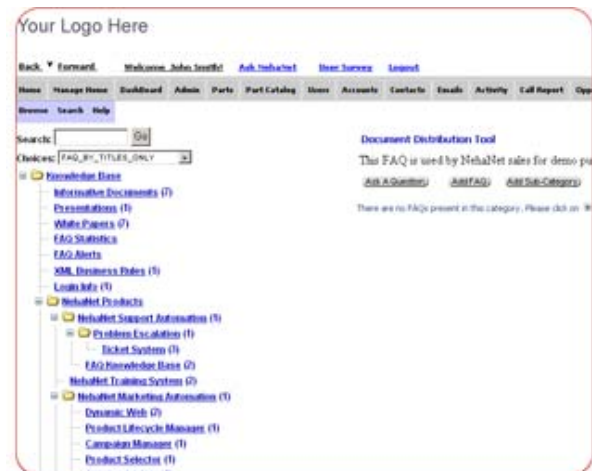 Your Logo Here
Back ▼ Forward. Welcome John Smith! Ask NehaNet User Survey Logout
Home Manage Home DashBoard Admin Parts Part Catalog Users Accounts Contacts Emails Activity Call Report Opp
Browse Search Help
Search: Go
Choices: FAQ_BY_TITLES_ONLY
Knowledge Base
Informative Documents (7)
Presentations (1)
White Papers (7)
FAQ Statistics
FAQ Alerts
XML Business Rules (1)
Login Info (1)
NehaNet Products
NehaNet Support Automation (1)
Problem Escalation (1)
Ticket System (1)
FAQ Knowledge Base (2)
NehaNet Training System (2)
NehaNet Marketing Automation (1)
Dynamic Web (2)
Product Lifecycle Manager (1)
Campaign Manager (1)
Product Selector (1)
Document Distribution Tool
This FAQ is used by NehaNet sales for demo pu
Ask A Question Add FAQ Add Sub-Category
There are no FAQs present in this category. Please click on